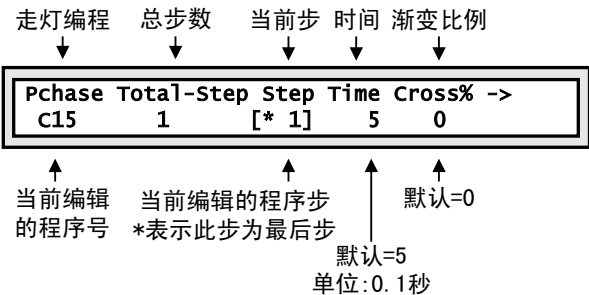 走灯编程 总步数 当前步 时间 渐变比例
Pchase Total-Step Step Time Cross% ->
C15 1 [* 1] 5 0
当前编辑的程序号
当前编辑的程序步
*表示此步为最后步
默认=0
默认=5
单位:0.1秒